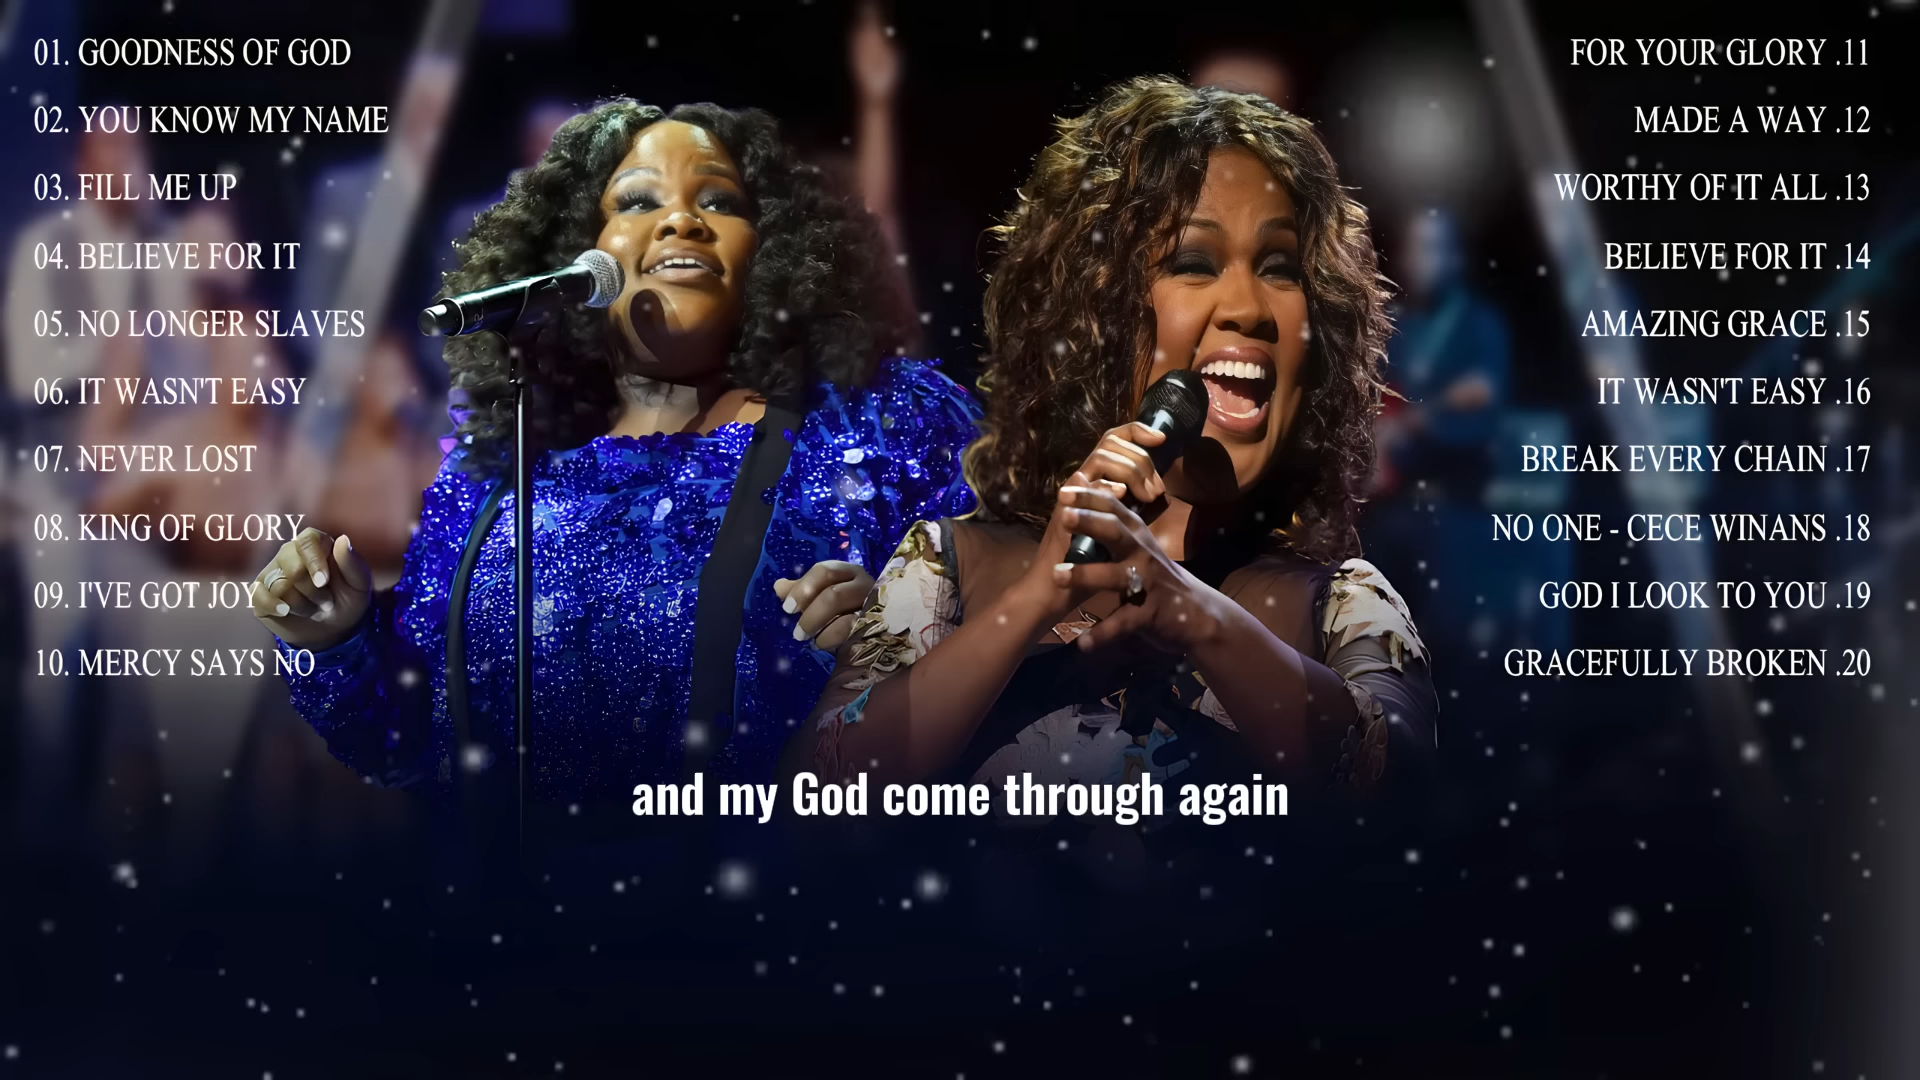 01. GOODNESS OF GOD
02. YOU KNOW MY NAME
03. FILL ME UP
04. BELIEVE FOR IT
05. NO LONGER SLAVES
06. IT WASN'T EASY
07. NEVER LOST
08. KING OF GLORY
09. I'VE GOT JOY
10. MERCY SAYS NO
FOR YOUR GLORY .11
MADE A WAY .12
WORTHY OF IT ALL .13
BELIEVE FOR IT .14
AMAZING GRACE .15
IT WASN'T EASY .16
BREAK EVERY CHAIN .17
NO ONE - CECE WINANS .18
GOD I LOOK TO YOU .19
GRACEFULLY BROKEN .20
and my God come through again